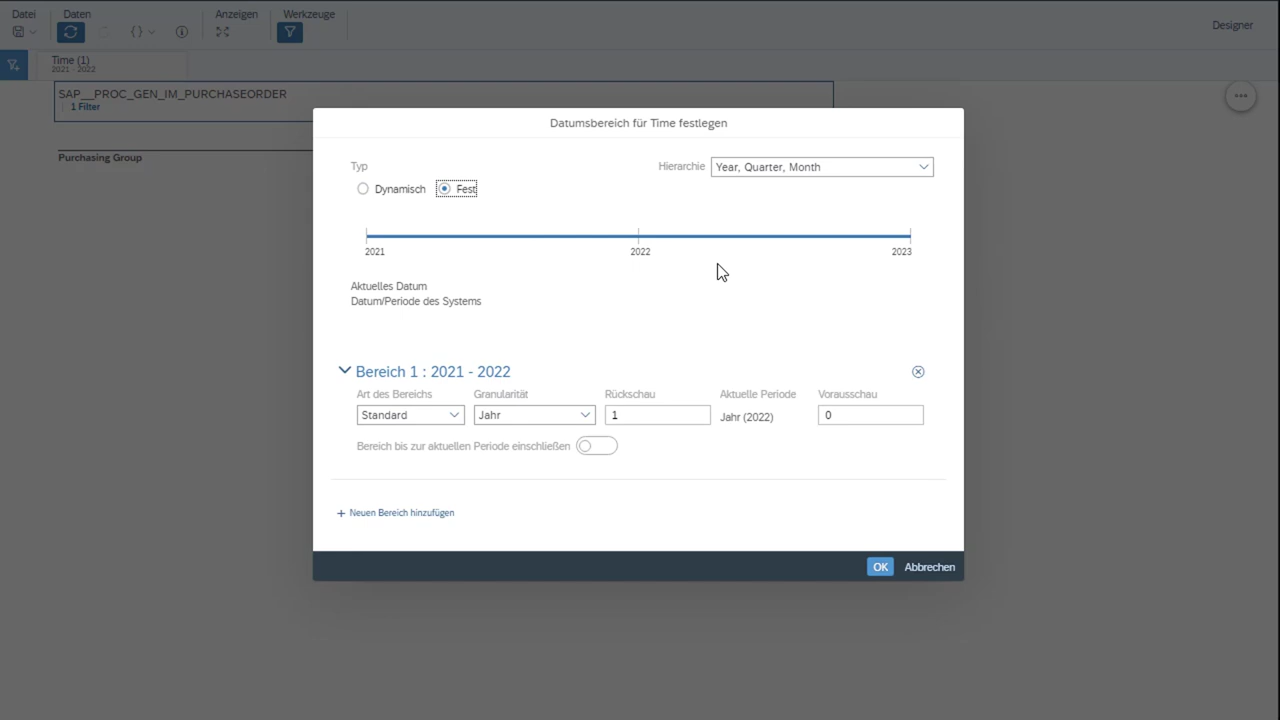 Datei Daten Anzeigen Werkzeuge
Designer
Time (1)
2021 - 2022
SAP__PROC_GEN_IM_PURCHASEORDER
1 Filter
Purchasing Group
Datumsbereich für Time festlegen
Typ
Hierarchie Year, Quarter, Month
Dynamisch Fest
2021 2022 2023
Aktuelles Datum
Datum/Periode des Systems
Bereich 1 : 2021 - 2022
Art des Bereichs Granularität Rückschau Aktuelle Periode Vorausschau
Standard Jahr 1 Jahr (2022) 0
Bereich bis zur aktuellen Periode einschließen
+ Neuen Bereich hinzufügen
OK Abbrechen